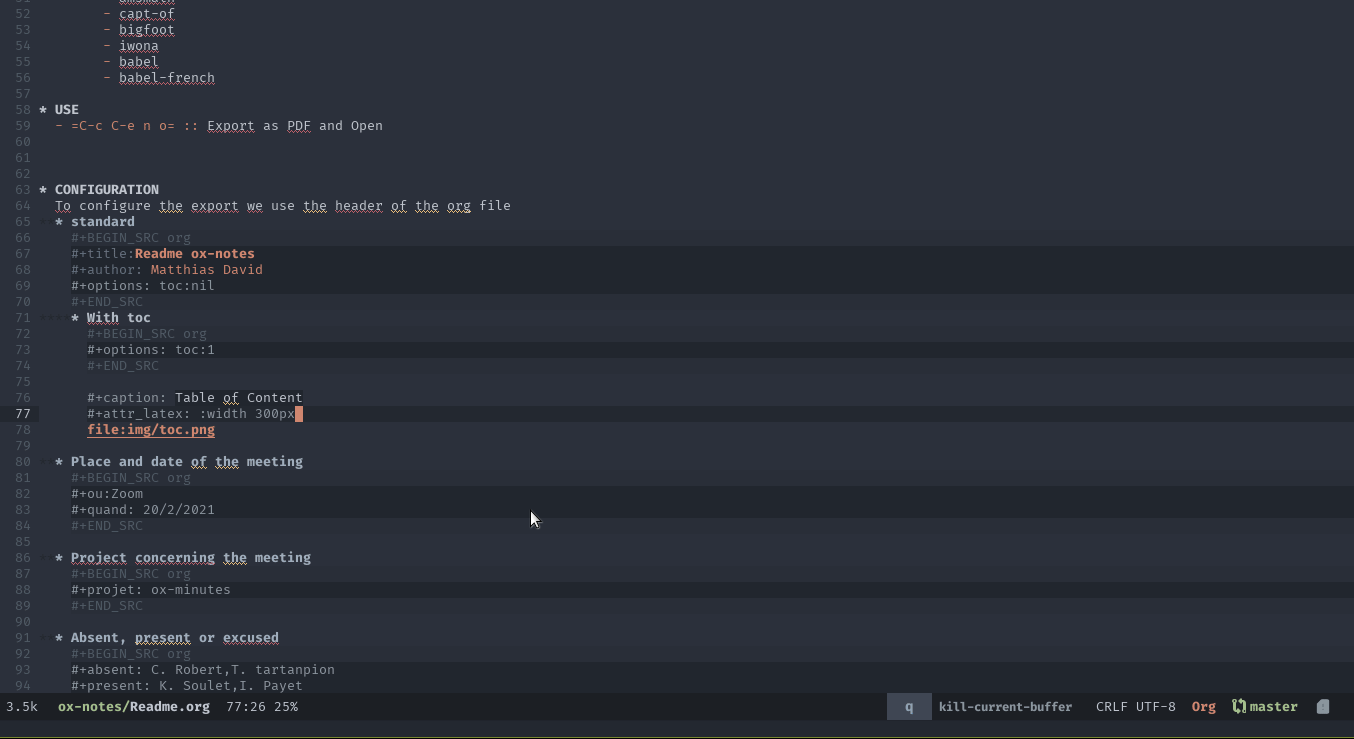 52 - capt-of
53 - bigfoot
54 - iwona
55 - babel
56 - babel-french
57
58 * USE
59 - =C-c C-e n o= :: Export as PDF and Open
60
61
62
63 * CONFIGURATION
64 To configure the export we use the header of the org file
65 * standard
66 #+BEGIN_SRC org
67 #+title:Readme ox-notes
68 #+author: Matthias David
69 #+options: toc:nil
70 #+END_SRC
71 * With toc
72 #+BEGIN_SRC org
73 #+options: toc:1
74 #+END_SRC
75
76 #+caption: Table of Content
77 #+attr_latex: :width 300px
78 file:img/toc.png
79
80 * Place and date of the meeting
81 #+BEGIN_SRC org
82 #+ou:Zoom
83 #+quand: 20/2/2021
84 #+END_SRC
85
86 * Project concerning the meeting
87 #+BEGIN_SRC org
88 #+projet: ox-minutes
89 #+END_SRC
90
91 * Absent, present or excused
92 #+BEGIN_SRC org
93 #+absent: C. Robert,T. tartanpion
94 #+present: K. Soulet,I. Payet
3.5k ox-notes/Readme.org 77:26 25% q kill-current-buffer CRLF UTF-8 Org master